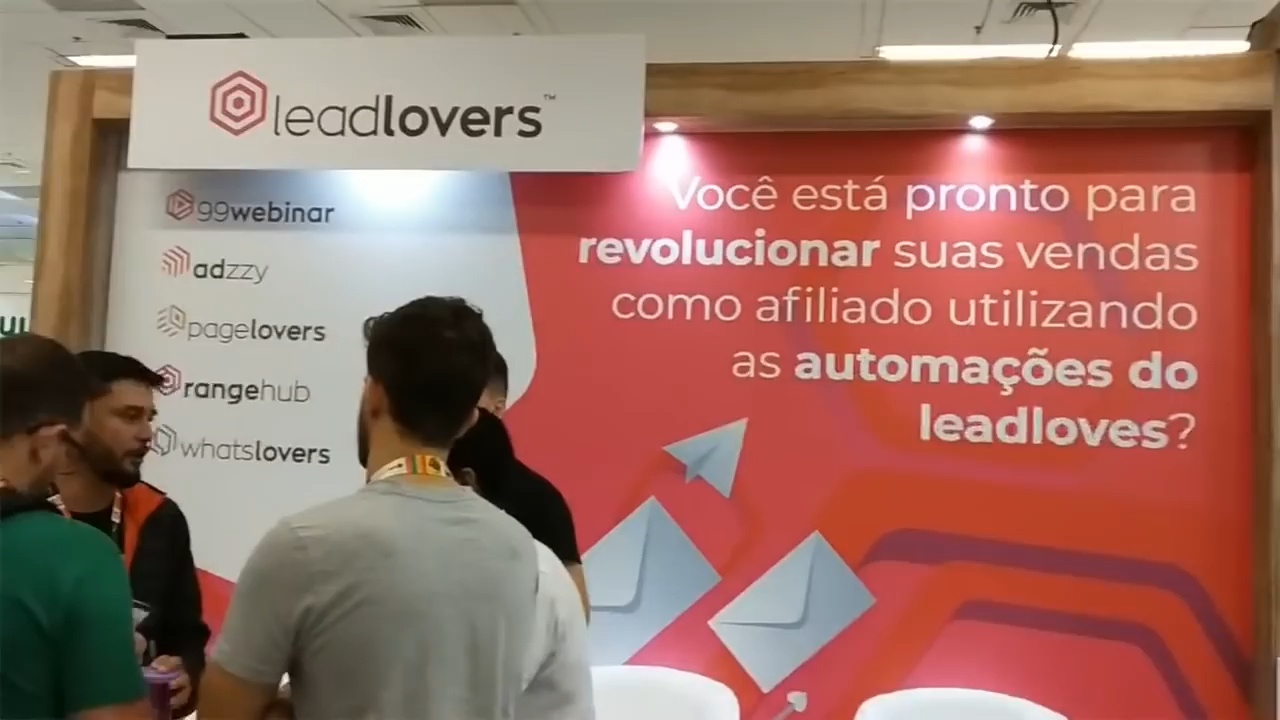 leadlovers™
99webinar
adzzy
pagelovers
rangehub
whatslovers
Você está pronto para
revolucionar suas vendas
como afiliado utilizando
as automações do
leadloves?